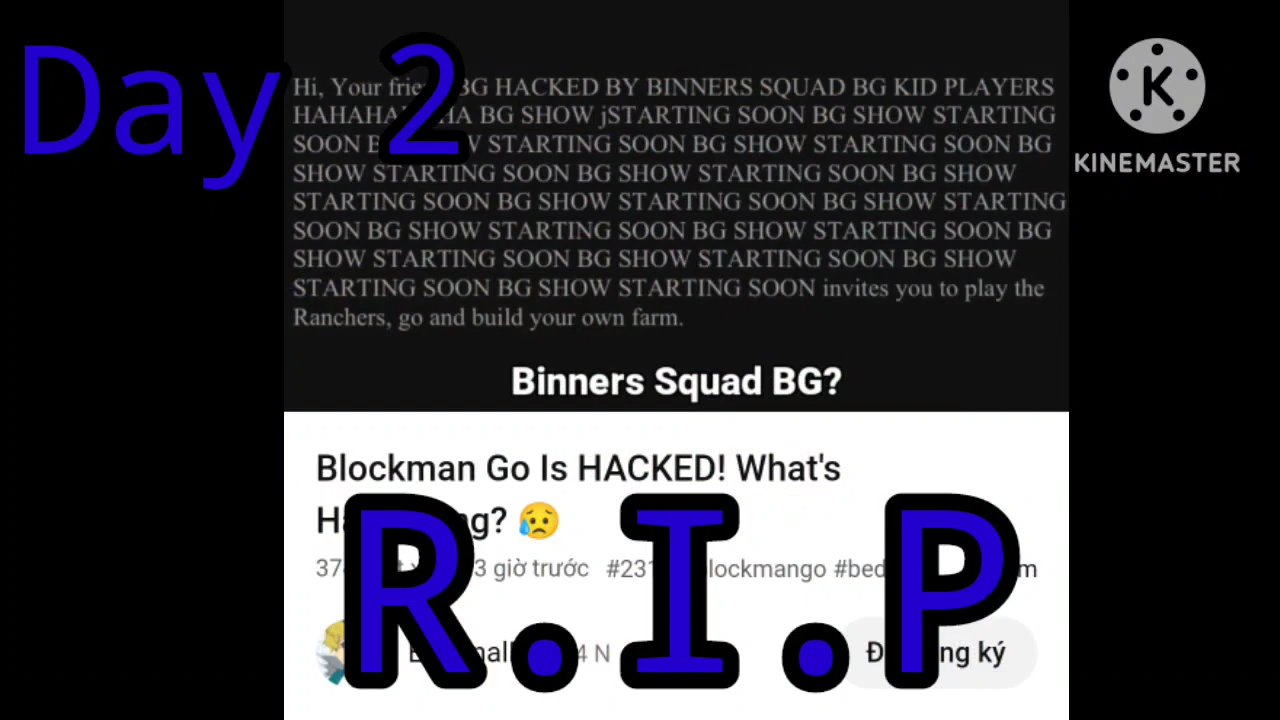 Day 2
Hi, Your BG HACKED BY BINNERS SQUAD BG KID PLAYERS
BG SHOW jSTARTING SOON BG SHOW STARTING
SOON STARTING SOON BG SHOW STARTING SOON BG
SHOW STARTING SOON BG SHOW STARTING SOON BG SHOW
STARTING SOON BG SHOW STARTING SOON BG SHOW STARTING
SOON BG SHOW STARTING SOON BG SHOW STARTING SOON BG
SHOW STARTING SOON BG SHOW STARTING SOON BG SHOW
STARTING SOON BG SHOW STARTING SOON invites you to play the
Ranchers, go and build your own farm.
K
KINEMASTER
Binners Squad BG?
Blockman Go Is HACKED! What's
😥
3 giờ trước
R.I.P